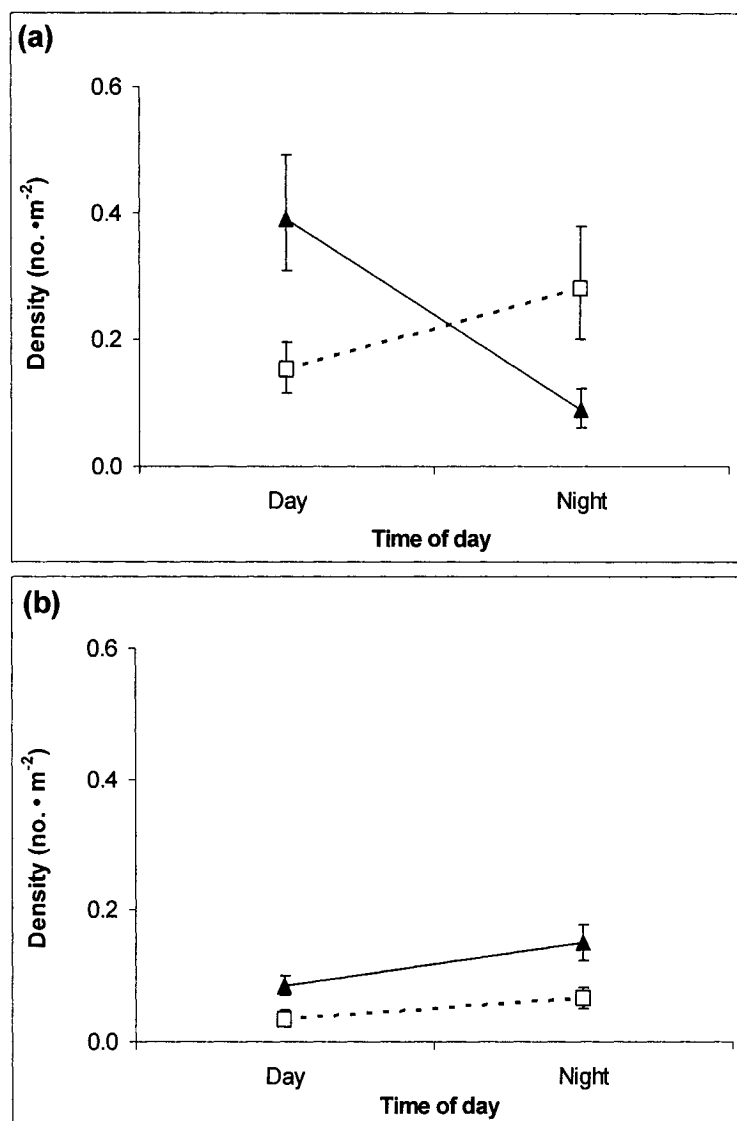 (a)
0.6
0.4
0.2
0.0
Density (no. •m-2)
Day Night
Time of day
(b)
0.6
0.4
0.2
0.0
Density (no. • m-2)
Day Night
Time of day